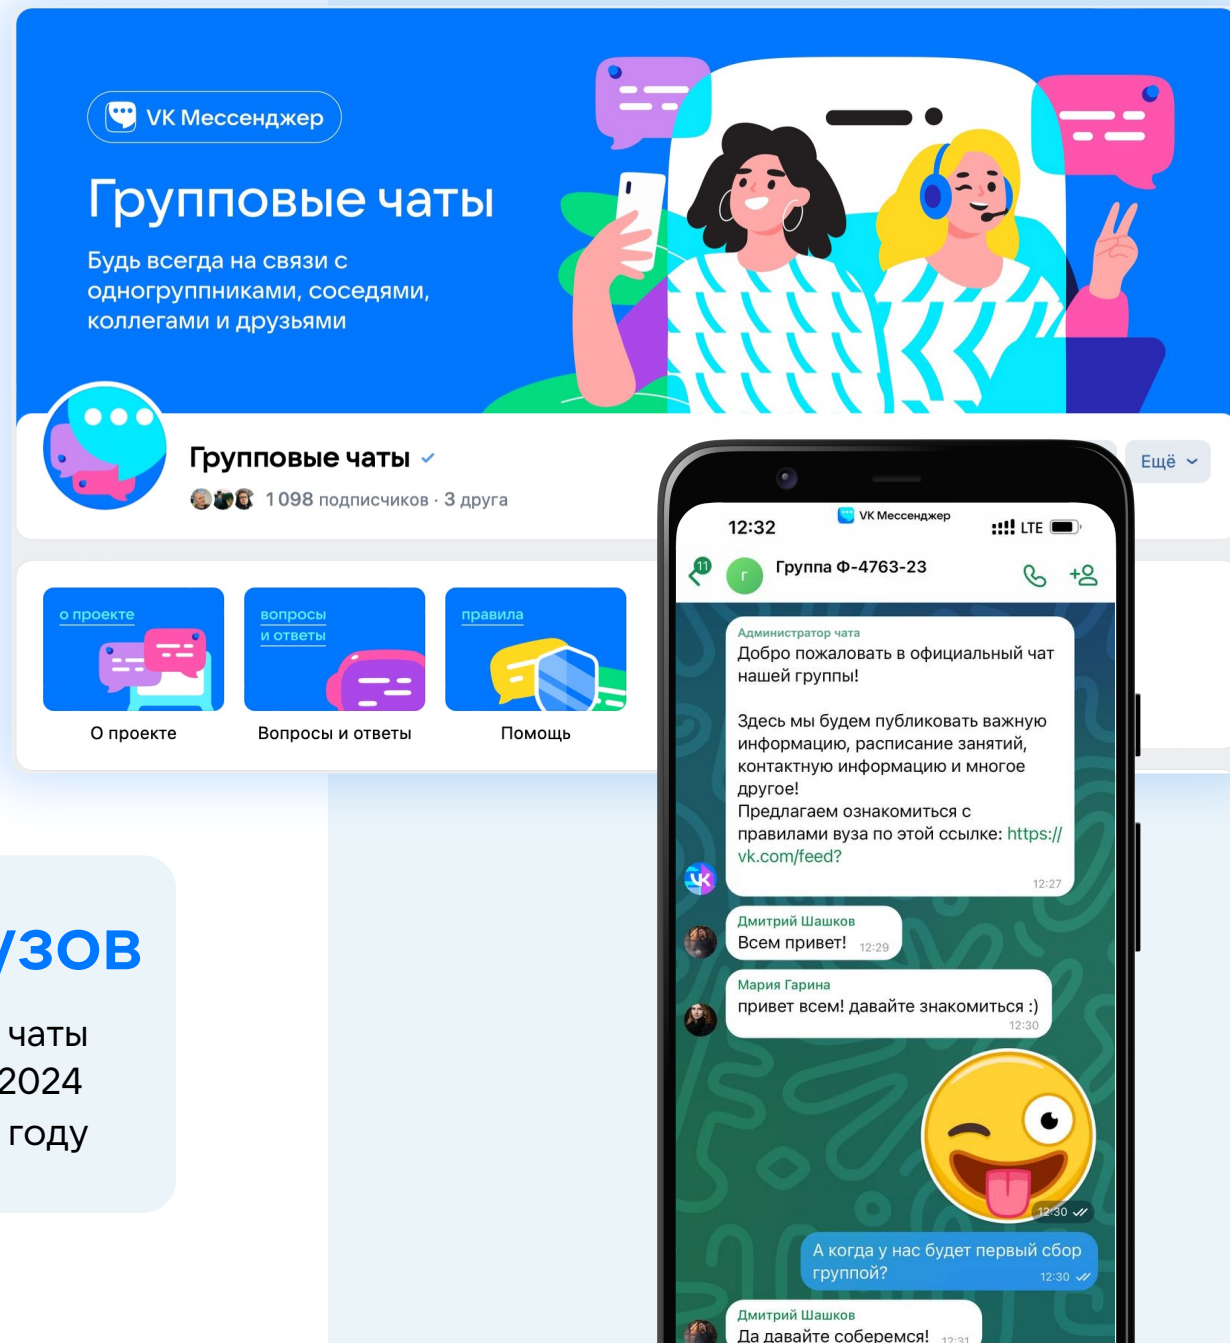 VK Мессенджер
Групповые чаты
Будь всегда на связи с
одногруппниками, соседями,
коллегами и друзьями
Групповые чаты
1 098 подписчиков · 3 друга
Ещё
о проекте
О проекте
вопросы
и ответы
Вопросы и ответы
правила
Помощь
чаты
2024
году
12:32
VK Мессенджер
LTE
11
Г
Группа Ф-4763-23
Администратор чата
Добро пожаловать в официальный чат
нашей группы!
Здесь мы будем публиковать важную
информацию, расписание занятий,
контактную информацию и многое
другое!
Предлагаем ознакомиться с
правилами вуза по этой ссылке: https://
vk.com/feed?
12:27
Дмитрий Шашков
Всем привет! 12:29
Мария Гарина
привет всем! давайте знакомиться :)
12:30
12:30
А когда у нас будет первый сбор
группой?
12:30
Дмитрий Шашков
Да давайте соберемся! 12:31